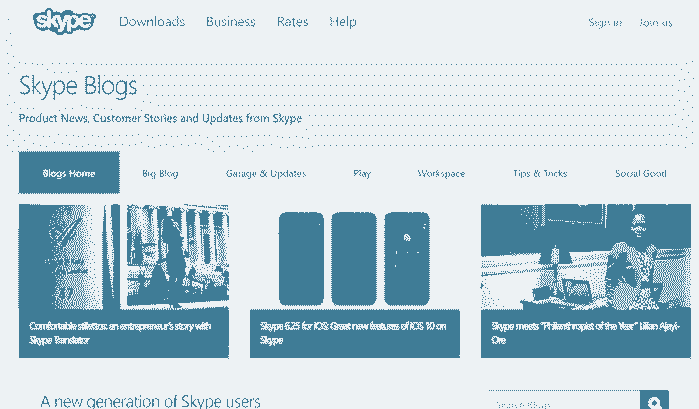 skype Downloads Business Rates Help Sign in Join us
Skype Blogs
Product News, Customer Stories and Updates from Skype
Blogs Home Big Blog Garage & Updates Play Workspace Tips & Tricks Social Good
Comfortable stilettos: an entrepreneur's story with
Skype Translator
Skype 6.25 for iOS: Great new features of iOS 10 on
Skype
Skype meets "Philanthropist of the Year" Lilian Ajayi-
Ore
A new generation of Skype users